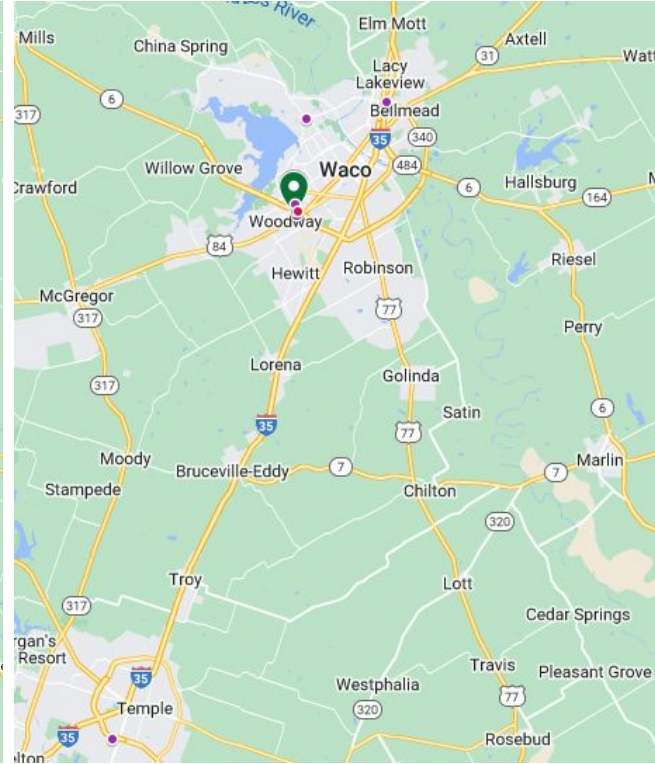 River
Elm Mott
Mills
China Spring
31
Axtell
Lacy
Lakeview
6
Bellmead
317
35
340
Willow Grove
Waco
484
Crawford
6
Hallsburg
164
Woodway
84
Riesel
Hewitt
Robinson
McGregor
77
317
Perry
Lorena
317
Golinda
6
Satin
35
77
Moody
Bruceville-Eddy
7
7
Marlin
Stampede
Chilton
320
Troy
Lott
317
Cedar Springs
rgan's
Resort
35
Travis
Pleasant Grove
Westphalia
77
Temple
320
35
Rosebud
elton